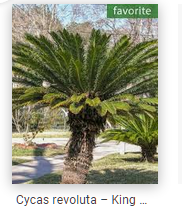 favorite
Cycas revoluta – King ...